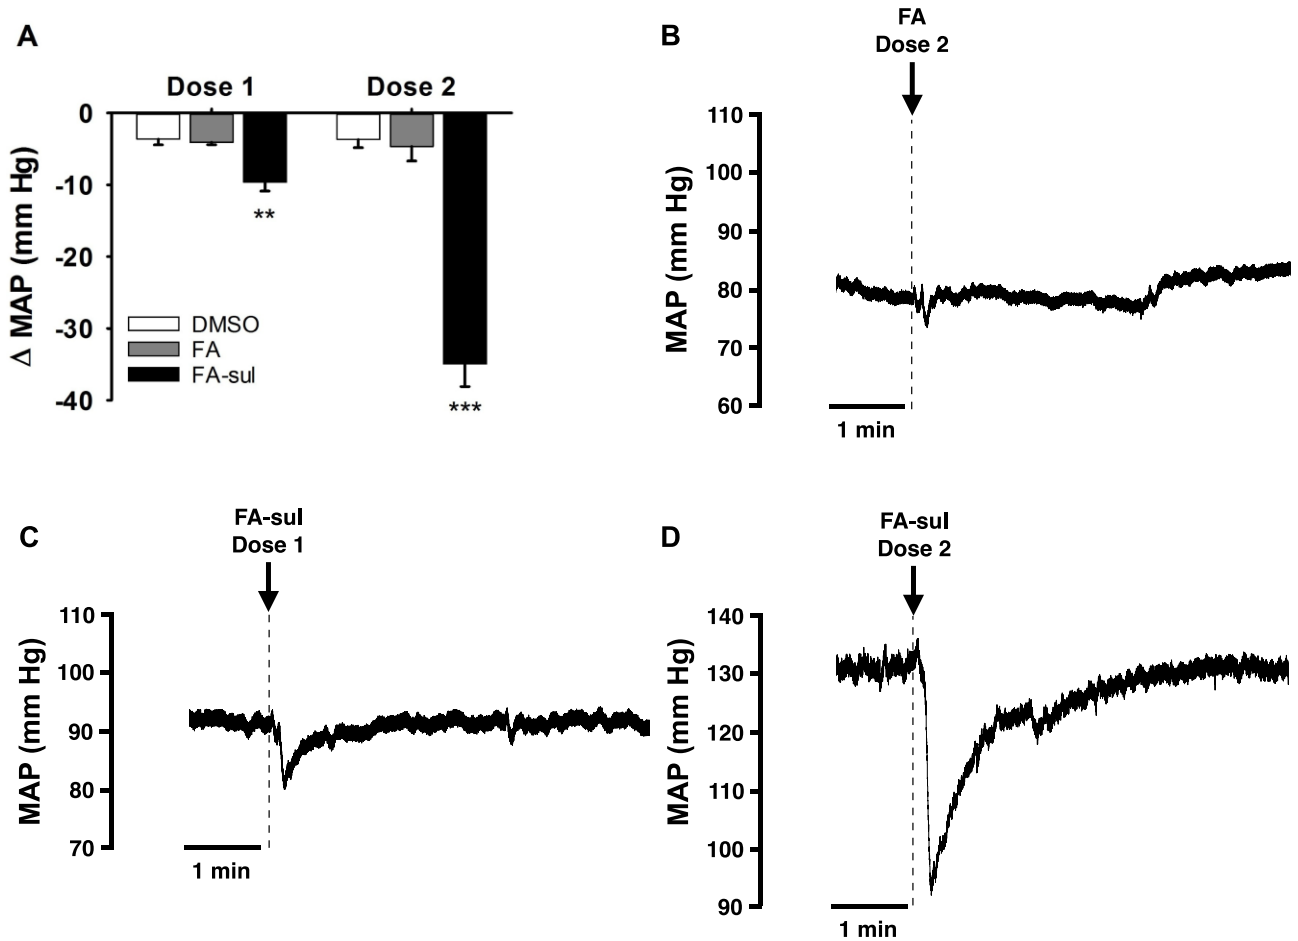 A
Dose 1
Dose 2
0
-10
-20
-30
-40
Δ MAP (mm Hg)
**
***
DMSO
FA
FA-sul
B
FA
Dose 2
110
100
90
80
70
60
MAP (mm Hg)
1 min
C
FA-sul
Dose 1
110
100
90
80
70
MAP (mm Hg)
1 min
D
FA-sul
Dose 2
140
130
120
110
100
90
MAP (mm Hg)
1 min